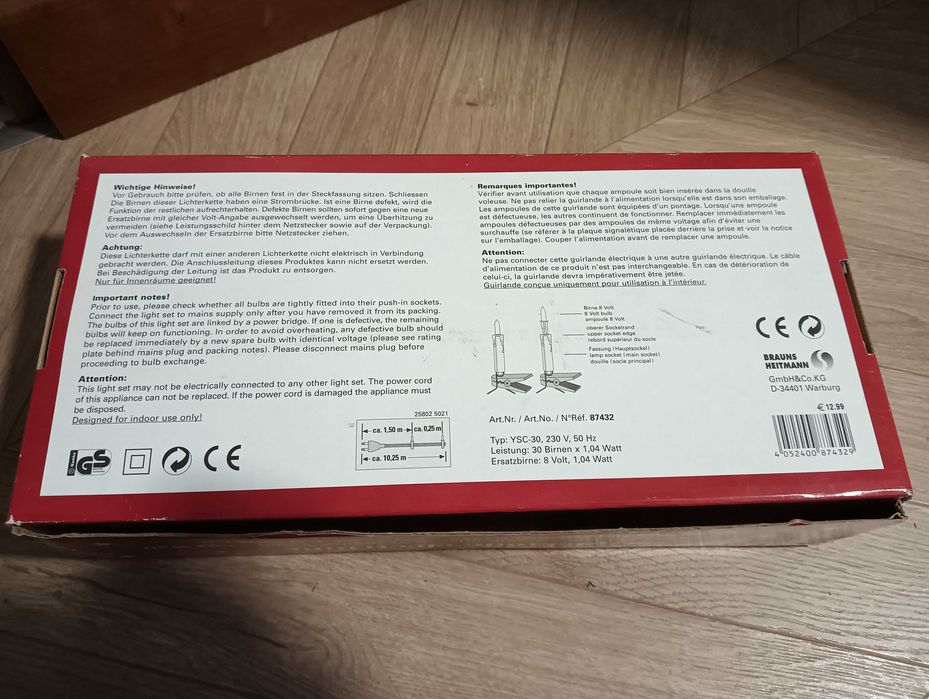 Wichtige Hinweise!
Vor Gebrauch bitte prüfen, ob alle Birnen fest in der Steckfassung sitzen. Schliessen
Die Birnen dieser Lichterkette haben eine Strombrücke. Ist eine Birne defekt, wird die
Funktion der restlichen aufrechterhalten. Defekte Birnen sollten sofort gegen eine neue
Ersatzbirne mit gleicher Volt-Angabe ausgewechselt werden, um eine Überhitzung zu
vermeiden (siehe Leistungsschild hinter dem Netzstecker sowie auf der Verpackung).
Vor dem Auswechseln der Ersatzbirne bitte Netzstecker ziehen.
Achtung:
Diese Lichterkette darf mit einer anderen Lichterkette nicht elektrisch in Verbindung
gebracht werden. Die Anschlussleitung dieses Produktes kann nicht ersetzt werden.
Bei Beschädigung der Leitung ist das Produkt zu entsorgen.
Nur für Innenräume geeignet!
Important notes!
Prior to use, please check whether all bulbs are tightly fitted into their push-in sockets.
Connect the light set to mains supply only after you have removed it from its packing.
The bulbs of this light set are linked by a power bridge. If one is defective, the remaining
bulbs will keep on functioning. In order to avoid overheating, any defective bulb should
be replaced immediately by a new spare bulb with identical voltage (please see rating
plate behind mains plug and packing notes). Please disconnect mains plug before
proceeding to bulb exchange.
Attention:
This light set may not be electrically connected to any other light set. The power cord
of this appliance can not be replaced. If the power cord is damaged the appliance must
be disposed.
Designed for indoor use only!
GS
CE
25802 5021
ca. 1,50 m
ca. 0,25 m
ca. 10,25 m
Remarques importantes!
Vérifier avant utilisation que chaque ampoule soit bien insérée dans la douille
voleuse. Ne pas relier la guirlande à l'alimentation lorsqu'elle est dans son emballage.
Les ampoules de cette guirlande sont équipées d'un pontage. Lorsqu'une ampoule
est défectueuse, les autres continuent de fonctionner. Remplacer immédiatement les
ampoules défectueuses par des ampoules de même voltage afin d'éviter une
surchauffe (se référer à la plaque signalétique placée derrière la prise et voir la notice
sur l'emballage). Couper l'alimentation avant de remplacer une ampoule.
Attention:
Ne pas connecter cette guirlande électrique à une autre guirlande électrique. Le câble
d'alimentation de ce produit n'est pas interchangeable. En cas de détérioration de
celui-ci, la guirlande devra impérativement être jetée.
Guirlande conçue uniquement pour utilisation à l'intérieur.
Birne 8 Volt
8 Volt bulb
ampoule 8 Volt
oberer Sockelrand
upper socket edge
rebord supérieur du socle
Fassung (Hauptsockel)
lamp socket (main socket)
douille (socle principal)
Art.Nr. / Art.No. / N°Réf. 87432
Typ: YSC-30, 230 V, 50 Hz
Leistung: 30 Birnen x 1,04 Watt
Ersatzbirne: 8 Volt, 1,04 Watt
CE
BRAUNS
HEITMANN
GmbH&Co.KG
D-34401 Warburg
€ 12.99
4 052400 874329